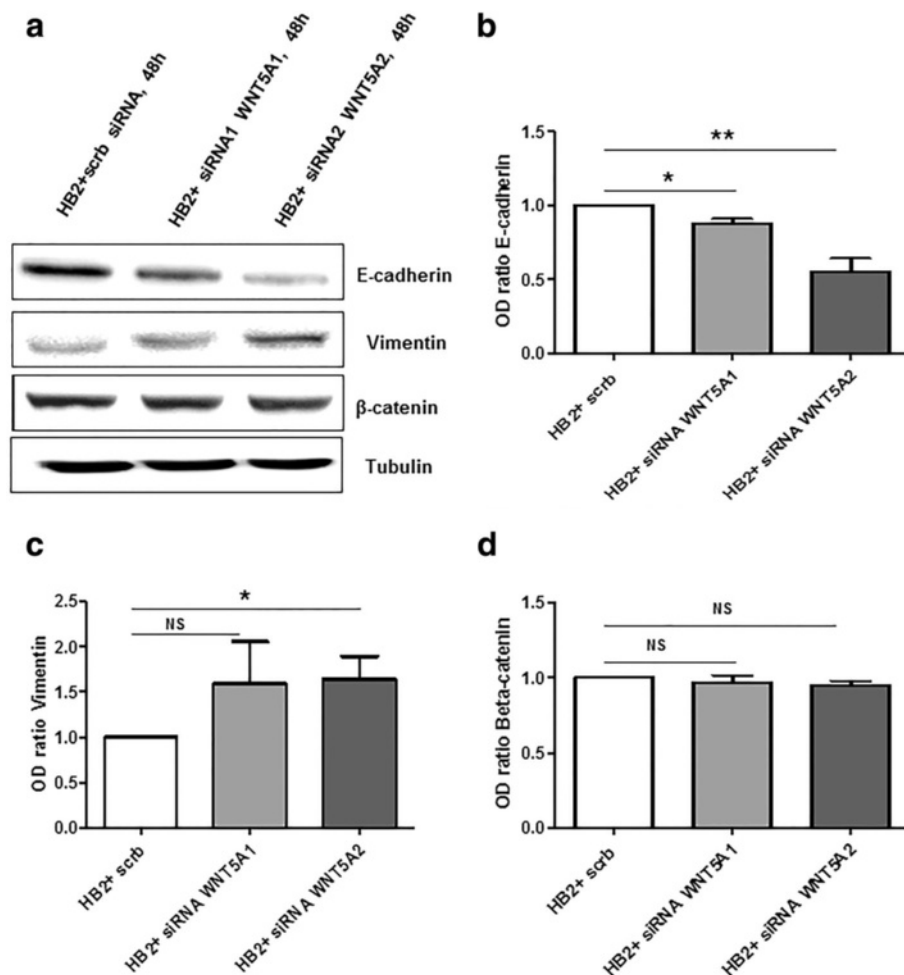 a
HB2+scrb siRNA, 48h
HB2+ siRNA1 WNT5A1, 48h
HB2+ siRNA2 WNT5A2, 48h
E-cadherin
Vimentin
β-catenin
Tubulin
b
OD ratio E-cadherin
1.5
1.0
0.5
0.0
**
*
HB2+ scrb
HB2+ siRNA WNT5A1
HB2+ siRNA WNT5A2
c
OD ratio Vimentin
2.5
2.0
1.5
1.0
0.5
0.0
*
NS
HB2+ scrb
HB2+ siRNA WNT5A1
HB2+ siRNA WNT5A2
d
OD ratio Beta-catenin
1.5
1.0
0.5
0.0
NS
NS
HB2+ scrb
HB2+ siRNA WNT5A1
HB2+ siRNA WNT5A2